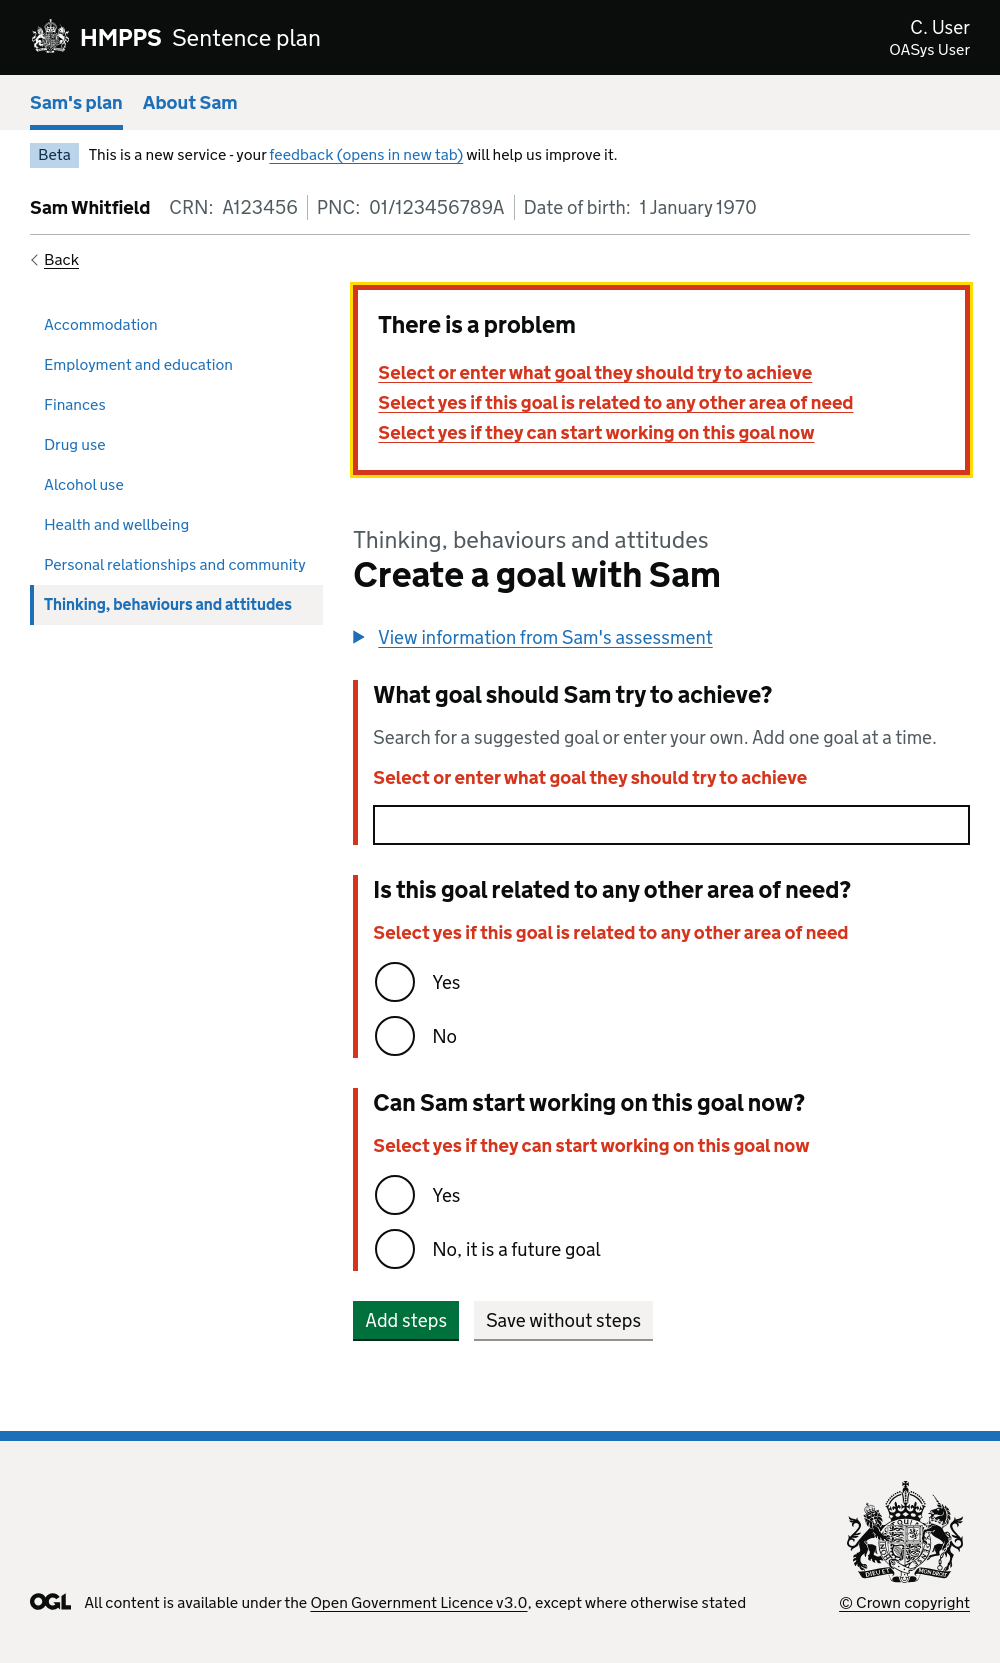 HMPPS Sentence plan
C. User
OASys User
Sam's plan About Sam
Beta This is a new service - your feedback (opens in new tab) will help us improve it.
Sam Whitfield CRN: A123456 PNC: 01/123456789A Date of birth: 1 January 1970
Back
Accommodation
Employment and education
Finances
Drug use
Alcohol use
Health and wellbeing
Personal relationships and community
Thinking, behaviours and attitudes
There is a problem
Select or enter what goal they should try to achieve
Select yes if this goal is related to any other area of need
Select yes if they can start working on this goal now
Thinking, behaviours and attitudes
Create a goal with Sam
View information from Sam's assessment
What goal should Sam try to achieve?
Search for a suggested goal or enter your own. Add one goal at a time.
Select or enter what goal they should try to achieve
Is this goal related to any other area of need?
Select yes if this goal is related to any other area of need
Yes
No
Can Sam start working on this goal now?
Select yes if they can start working on this goal now
Yes
No, it is a future goal
Add steps Save without steps
OGL All content is available under the Open Government Licence v3.0, except where otherwise stated
© Crown copyright